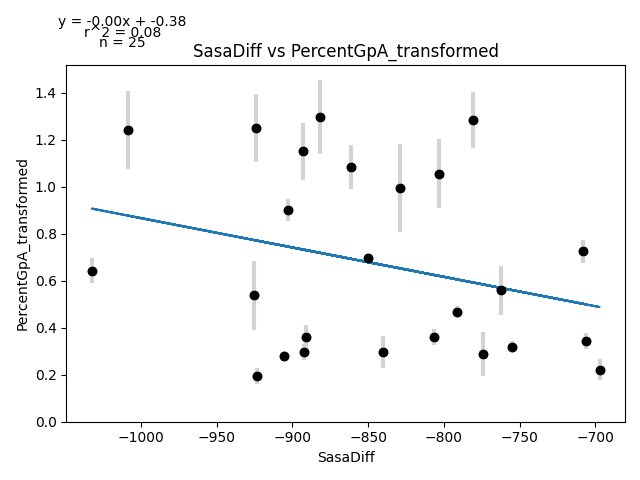 y = -0.00x + -0.38
r^2 = 0.08
n = 25
SasaDiff vs PercentGpA_transformed
1.4
1.2
1.0
0.8
0.6
0.4
0.2
0.0
PercentGpA_transformed
−1000 −950 −900 −850 −800 −750 −700
SasaDiff